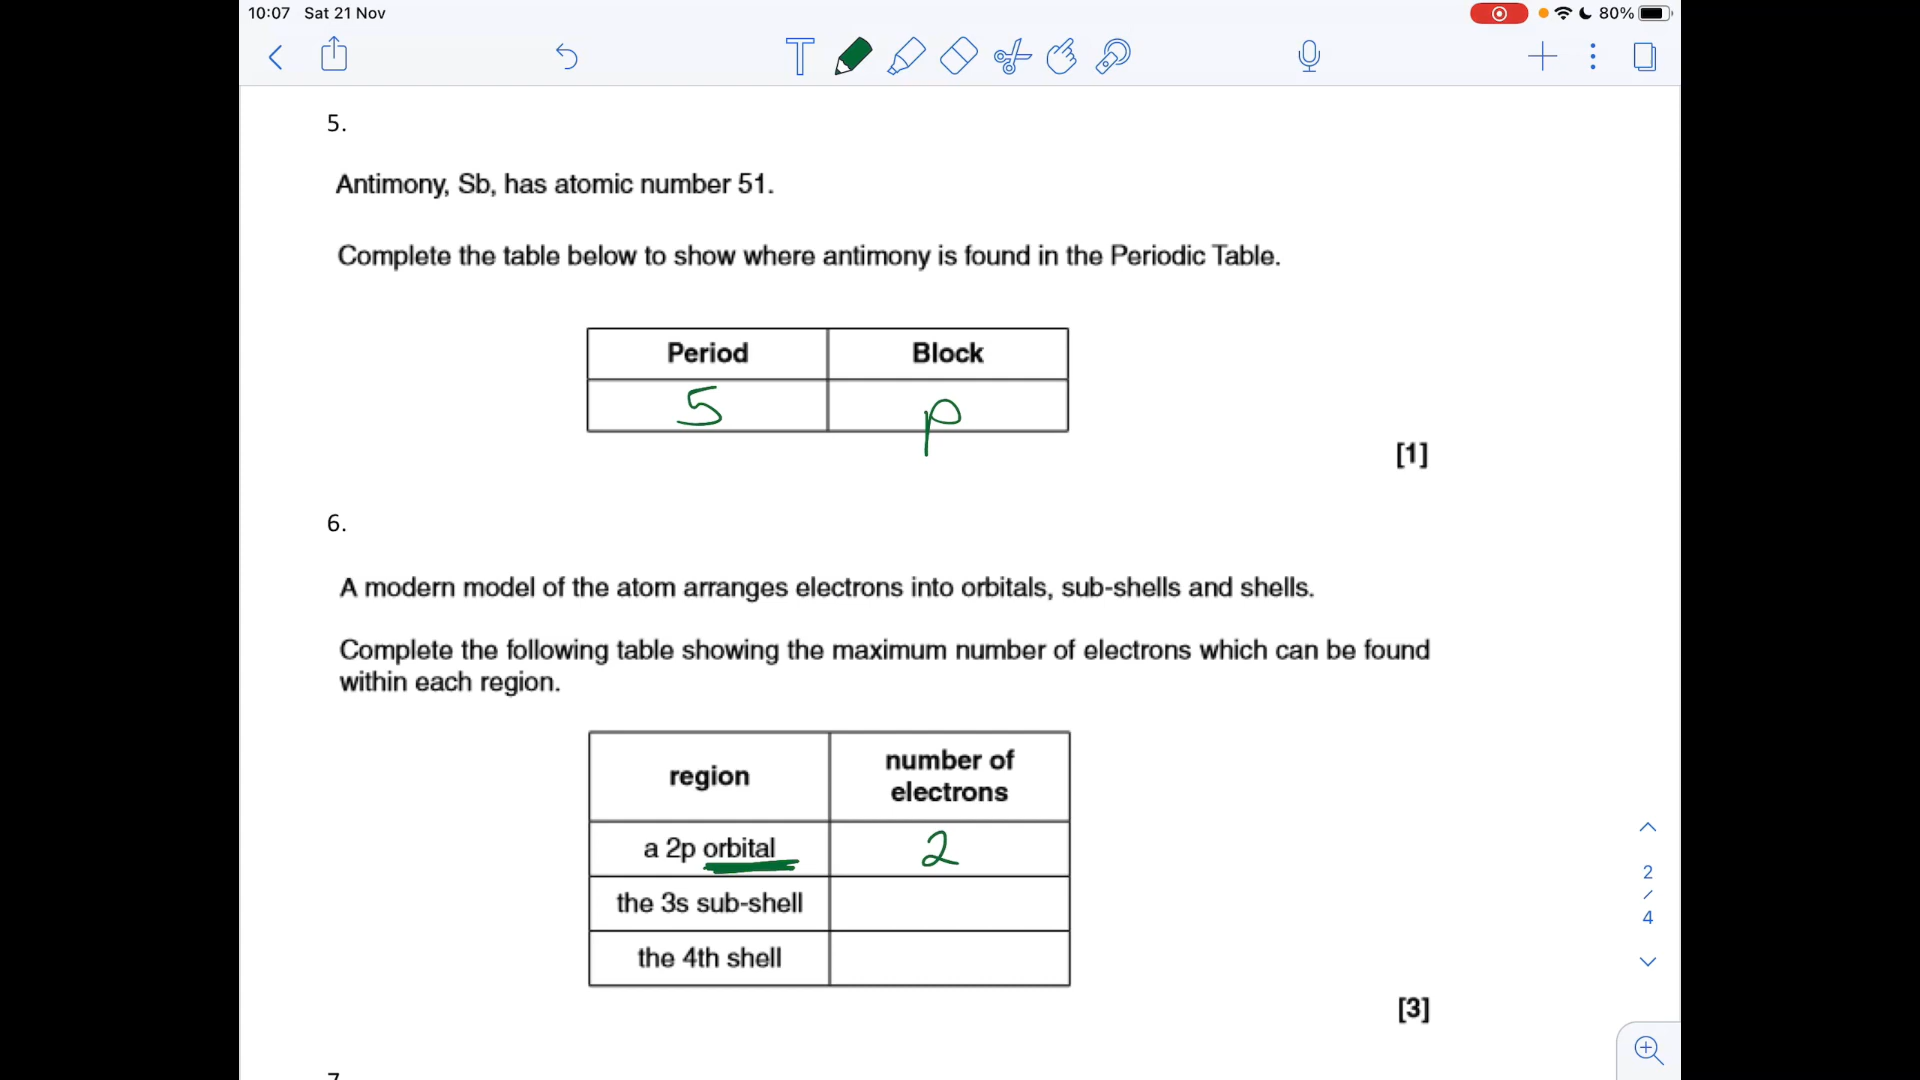 10:07 Sat 21 Nov
80%
5.
Antimony, Sb, has atomic number 51.
Complete the table below to show where antimony is found in the Periodic Table.
Period Block
5 p
[1]
6.
A modern model of the atom arranges electrons into orbitals, sub-shells and shells.
Complete the following table showing the maximum number of electrons which can be found
within each region.
region number of
electrons
a 2p orbital 2
the 3s sub-shell
the 4th shell
[3]
2
/
4